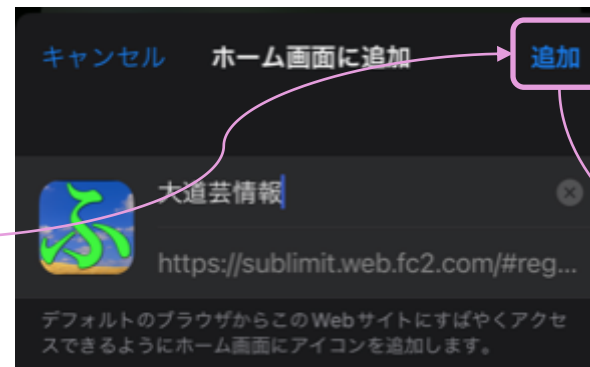 キャンセル ホーム画面に追加 追加
ふ
大道芸情報
https://sublimit.web.fc2.com/#reg...
デフォルトのブラウザからこのWebサイトにすばやくアクセ
スできるようにホーム画面にアイコンを追加します。